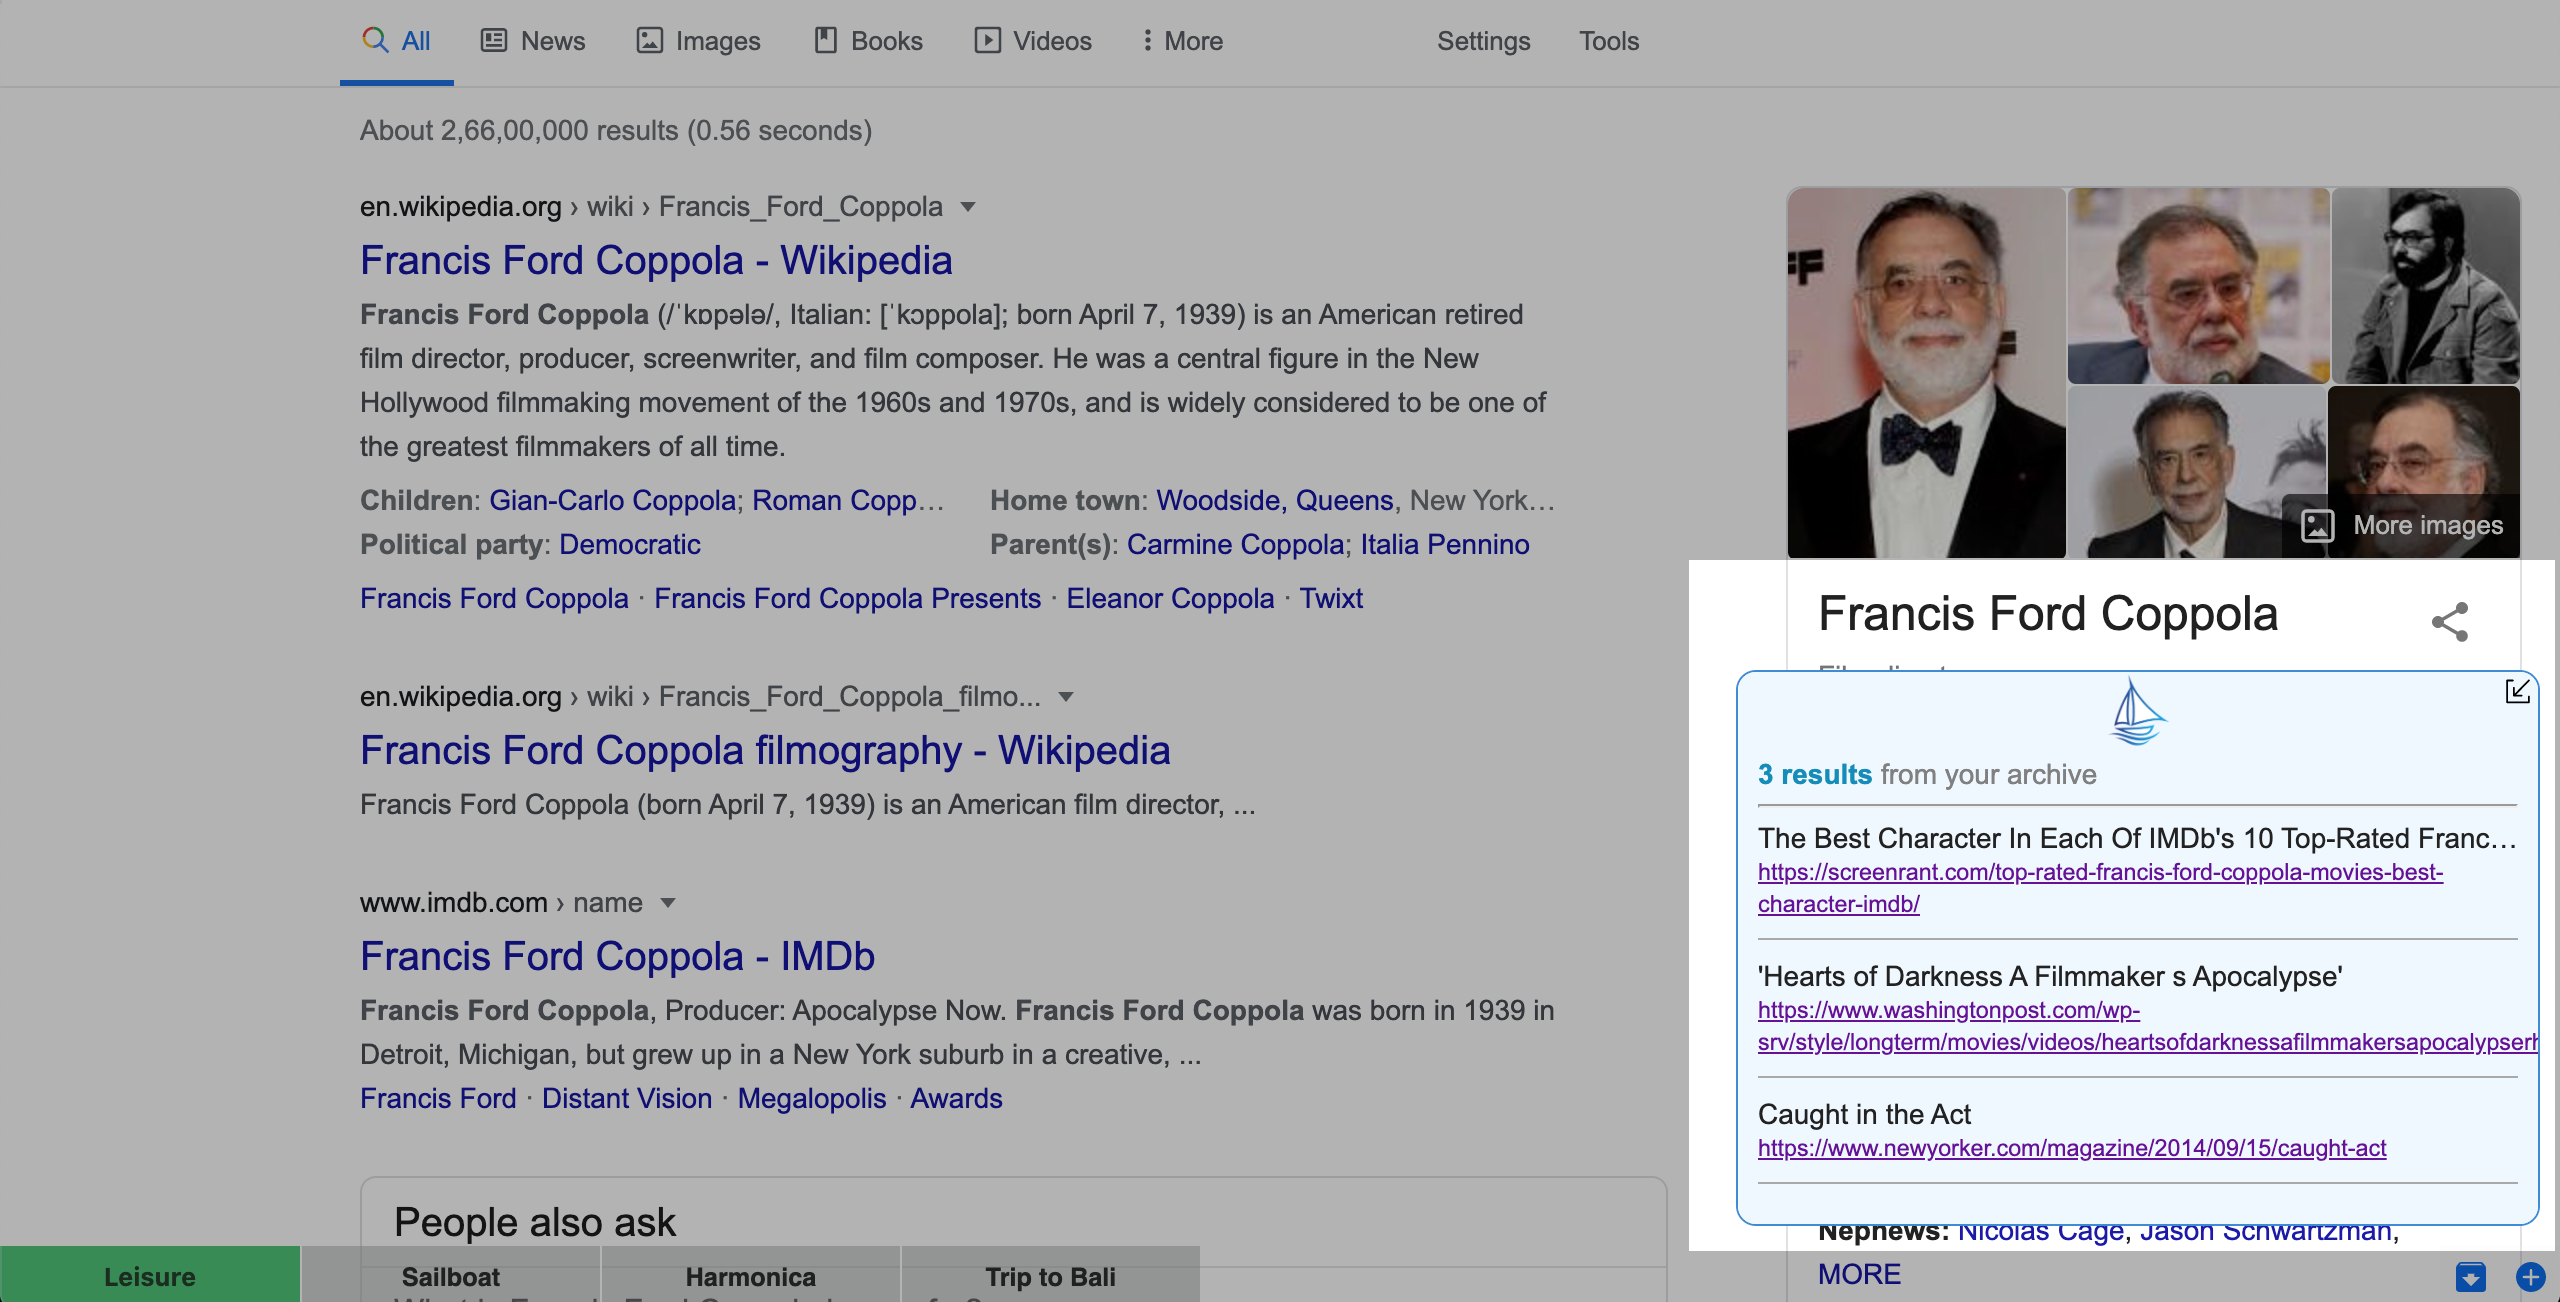 All News Images Books Videos More Settings Tools
About 2,66,00,000 results (0.56 seconds)
en.wikipedia.org › wiki › Francis_Ford_Coppola
Francis Ford Coppola - Wikipedia
Francis Ford Coppola (/ˈkɒpələ/, Italian: [ˈkɔppola]; born April 7, 1939) is an American retired
film director, producer, screenwriter, and film composer. He was a central figure in the New
Hollywood filmmaking movement of the 1960s and 1970s, and is widely considered to be one of
the greatest filmmakers of all time.
Children: Gian-Carlo Coppola; Roman Copp… Home town: Woodside, Queens, New York…
Political party: Democratic Parent(s): Carmine Coppola; Italia Pennino
Francis Ford Coppola · Francis Ford Coppola Presents · Eleanor Coppola · Twixt
en.wikipedia.org › wiki › Francis_Ford_Coppola_filmo...
Francis Ford Coppola filmography - Wikipedia
Francis Ford Coppola (born April 7, 1939) is an American film director, ...
www.imdb.com › name
Francis Ford Coppola - IMDb
Francis Ford Coppola, Producer: Apocalypse Now. Francis Ford Coppola was born in 1939 in
Detroit, Michigan, but grew up in a New York suburb in a creative, ...
Francis Ford · Distant Vision · Megalopolis · Awards
People also ask
Leisure Sailboat Harmonica Trip to Bali
More images
Francis Ford Coppola
3 results from your archive
The Best Character In Each Of IMDb's 10 Top-Rated Franc…
https://screenrant.com/top-rated-francis-ford-coppola-movies-best-
character-imdb/
'Hearts of Darkness A Filmmaker s Apocalypse'
https://www.washingtonpost.com/wp-
srv/style/longterm/movies/videos/heartsofdarknessafilmmakersapocalypserh
Caught in the Act
https://www.newyorker.com/magazine/2014/09/15/caught-act
Nephews: Nicolas Cage, Jason Schwartzman,
MORE